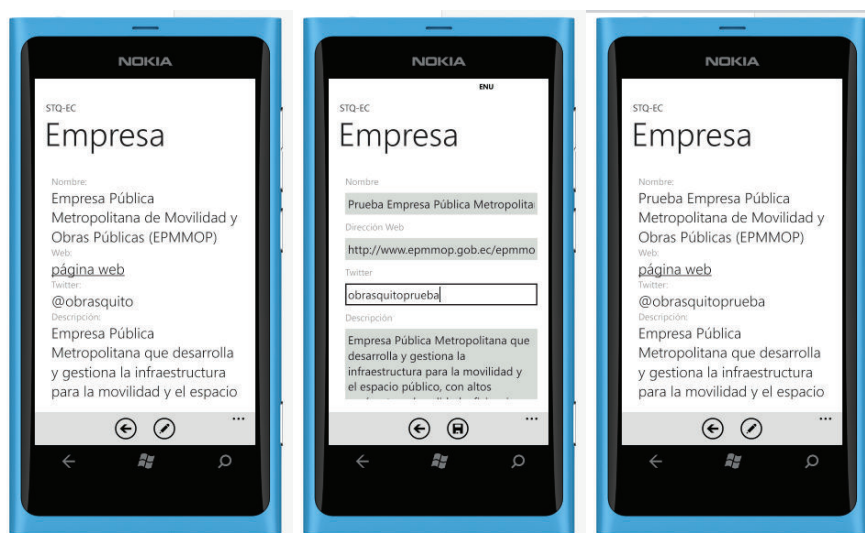 NOKIA
STQ-EC
Empresa
Nombre:
Empresa Pública
Metropolitana de Movilidad y
Obras Públicas (EPMMOP)
Web:
página web
Twitter:
@obrasquito
Descripción:
Empresa Pública
Metropolitana que desarrolla
y gestiona la infraestructura
para la movilidad y el espacio
NOKIA
ENU
STQ-EC
Empresa
Nombre
Prueba Empresa Pública Metropolita
Dirección Web
http://www.epmmop.gob.ec/epmmo
Twitter
obrasquitoprueba
Descripción
Empresa Pública Metropolitana que
desarrolla y gestiona la
infraestructura para la movilidad y
el espacio público, con altos
NOKIA
STQ-EC
Empresa
Nombre:
Prueba Empresa Pública
Metropolitana de Movilidad y
Obras Públicas (EPMMOP)
Web:
página web
Twitter:
@obrasquitoprueba
Descripción:
Empresa Pública
Metropolitana que desarrolla
y gestiona la infraestructura
para la movilidad y el espacio